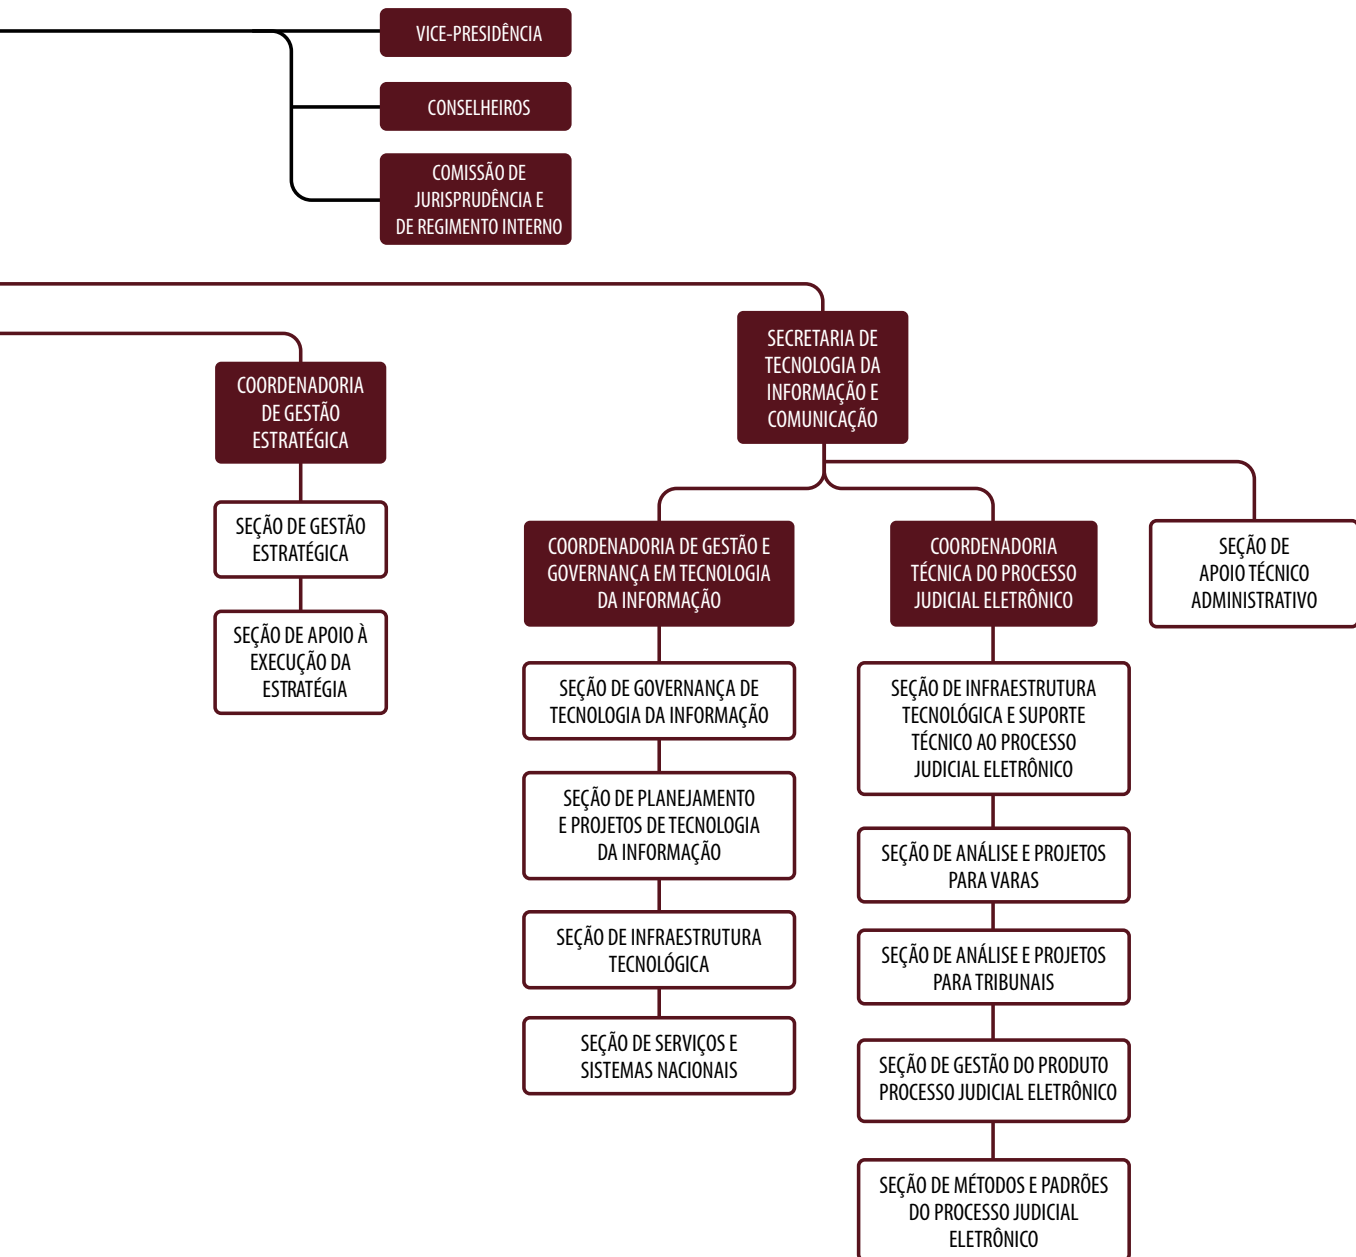 VICE-PRESIDÊNCIA
CONSELHEIROS
COMISSÃO DE
JURISPRUDÊNCIA E
DE REGIMENTO INTERNO
SECRETARIA DE
TECNOLOGIA DA
INFORMAÇÃO E
COMUNICAÇÃO
COORDENADORIA
DE GESTÃO
ESTRATÉGICA
SEÇÃO DE GESTÃO
ESTRATÉGICA
SEÇÃO DE APOIO À
EXECUÇÃO DA
ESTRATÉGIA
COORDENADORIA DE GESTÃO E
GOVERNANÇA EM TECNOLOGIA
DA INFORMAÇÃO
SEÇÃO DE GOVERNANÇA DE
TECNOLOGIA DA INFORMAÇÃO
SEÇÃO DE PLANEJAMENTO
E PROJETOS DE TECNOLOGIA
DA INFORMAÇÃO
SEÇÃO DE INFRAESTRUTURA
TECNOLÓGICA
SEÇÃO DE SERVIÇOS E
SISTEMAS NACIONAIS
COORDENADORIA
TÉCNICA DO PROCESSO
JUDICIAL ELETRÔNICO
SEÇÃO DE INFRAESTRUTURA
TECNOLÓGICA E SUPORTE
TÉCNICO AO PROCESSO
JUDICIAL ELETRÔNICO
SEÇÃO DE ANÁLISE E PROJETOS
PARA VARAS
SEÇÃO DE ANÁLISE E PROJETOS
PARA TRIBUNAIS
SEÇÃO DE GESTÃO DO PRODUTO
PROCESSO JUDICIAL ELETRÔNICO
SEÇÃO DE MÉTODOS E PADRÕES
DO PROCESSO JUDICIAL
ELETRÔNICO
SEÇÃO DE
APOIO TÉCNICO
ADMINISTRATIVO